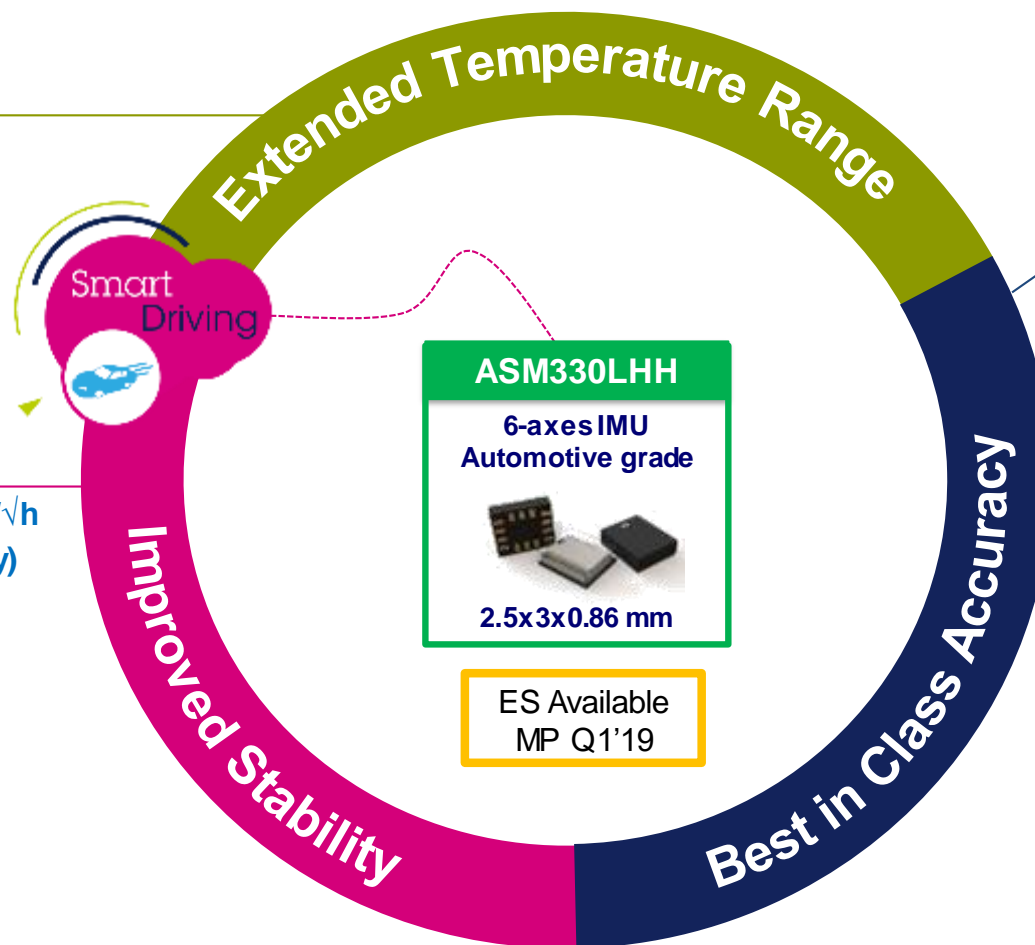 Extended Temperature Range
Smart
Driving
ASM330LHH
6-axes IMU
Automotive grade
2.5x3x0.86 mm
√h
y)
ES Available
MP Q1'19
Improved Stability
Best in Class Accuracy